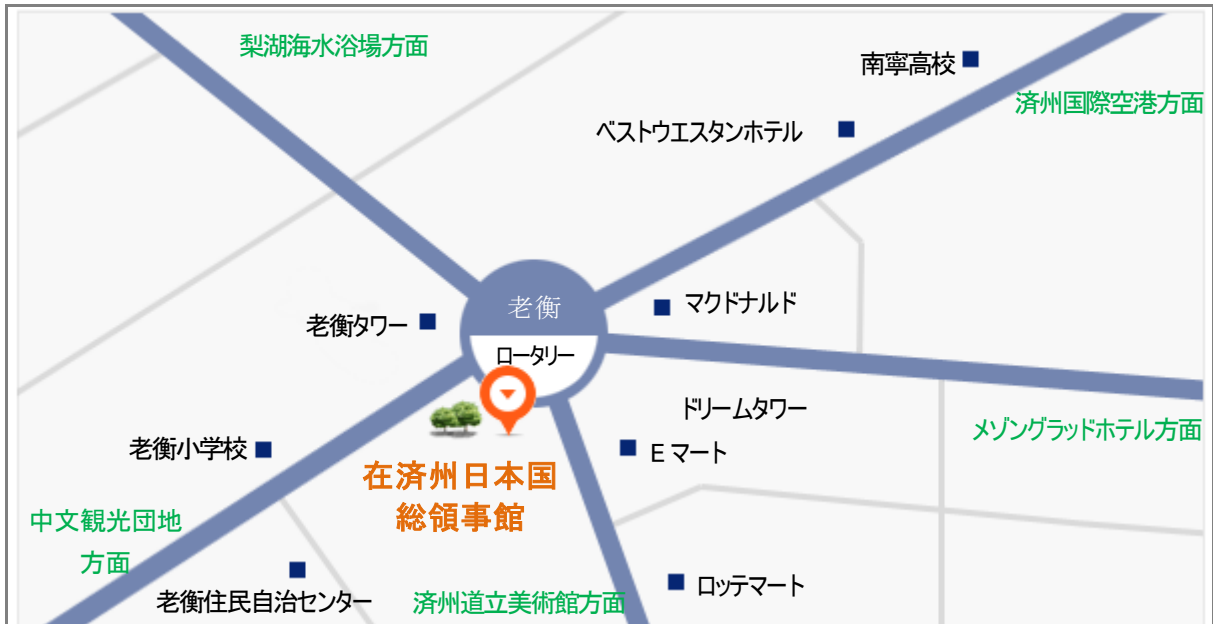 梨湖海水浴場方面
南寧高校
済州国際空港方面
ベストウエスタンホテル
老衡
マクドナルド
老衡タワー
ロータリー
ドリームタワー
メゾングラッドホテル方面
老衡小学校
Eマート
在済州日本国
総領事館
中文観光団地
方面
老衡住民自治センター
済州道立美術館方面
ロッテマート